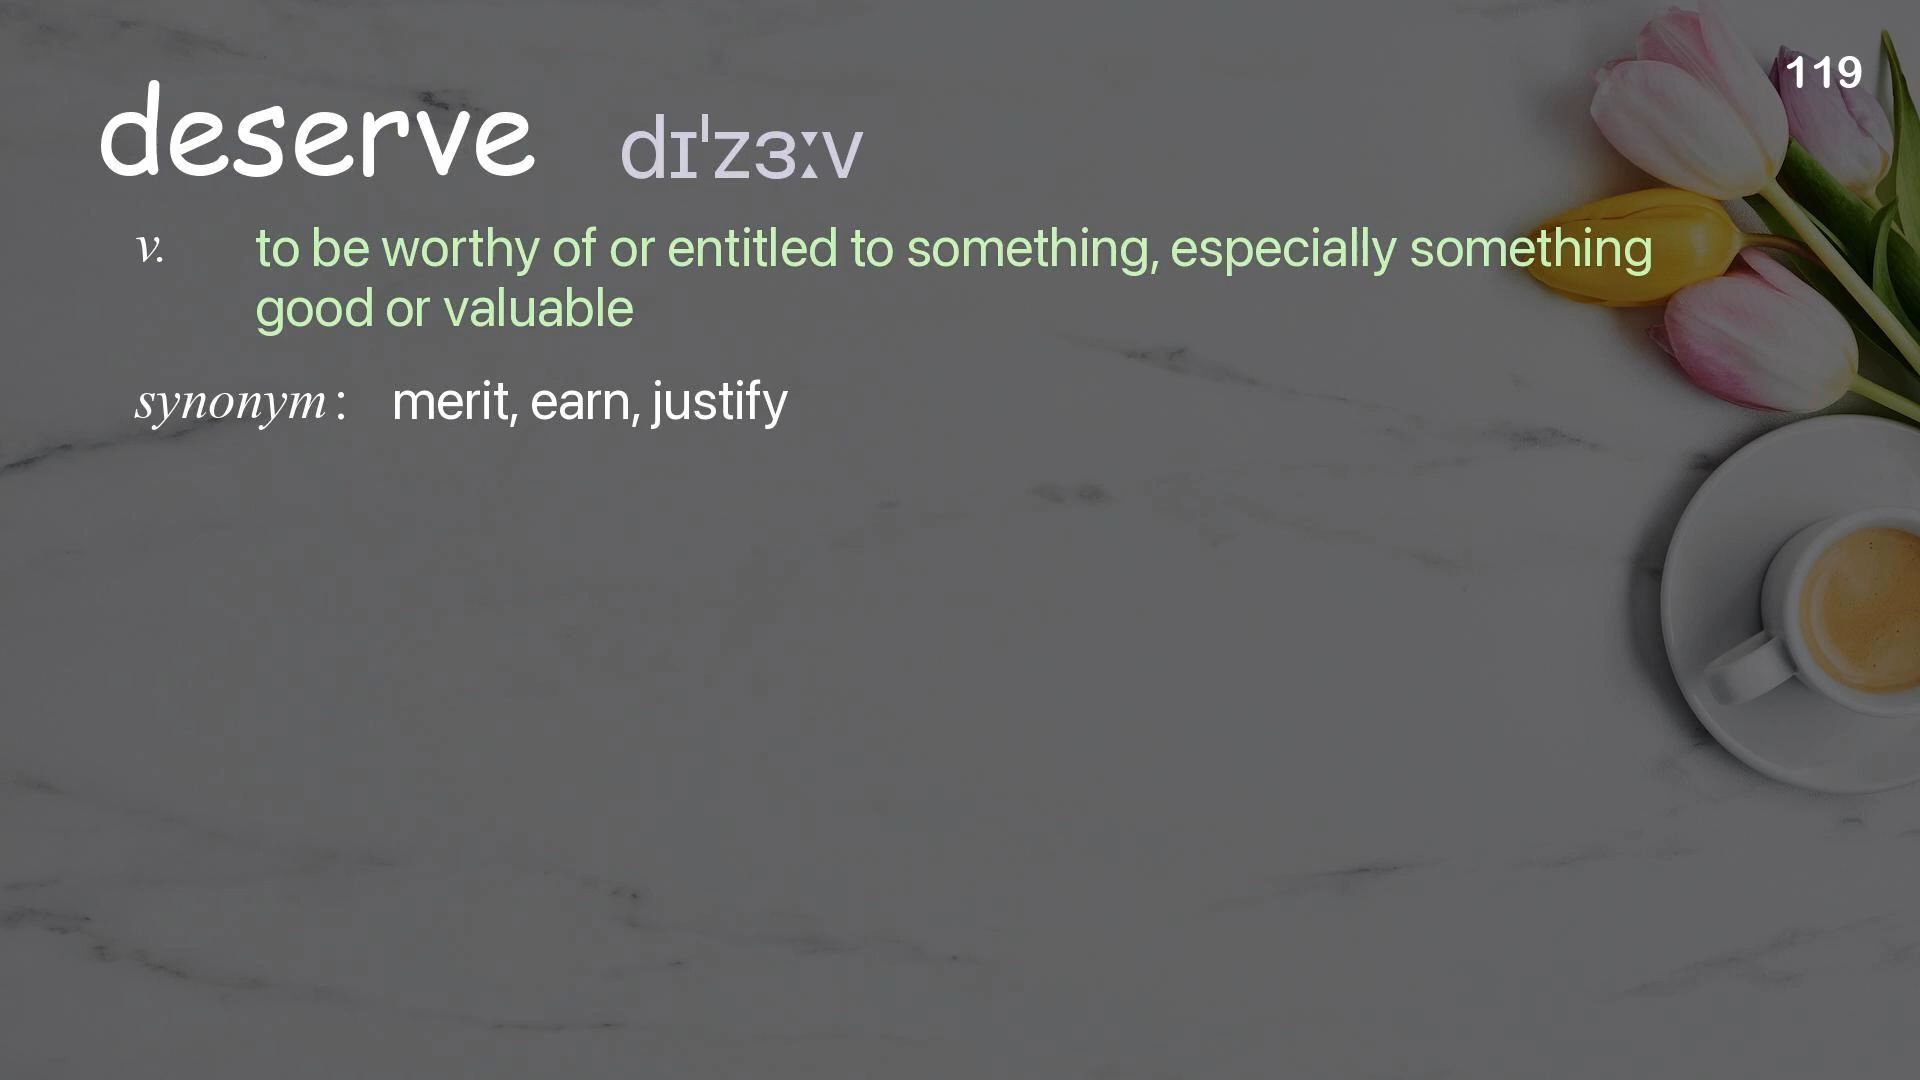 119
deserve dɪˈzɜːv
v. to be worthy of or entitled to something, especially something
good or valuable
synonym : merit, earn, justify